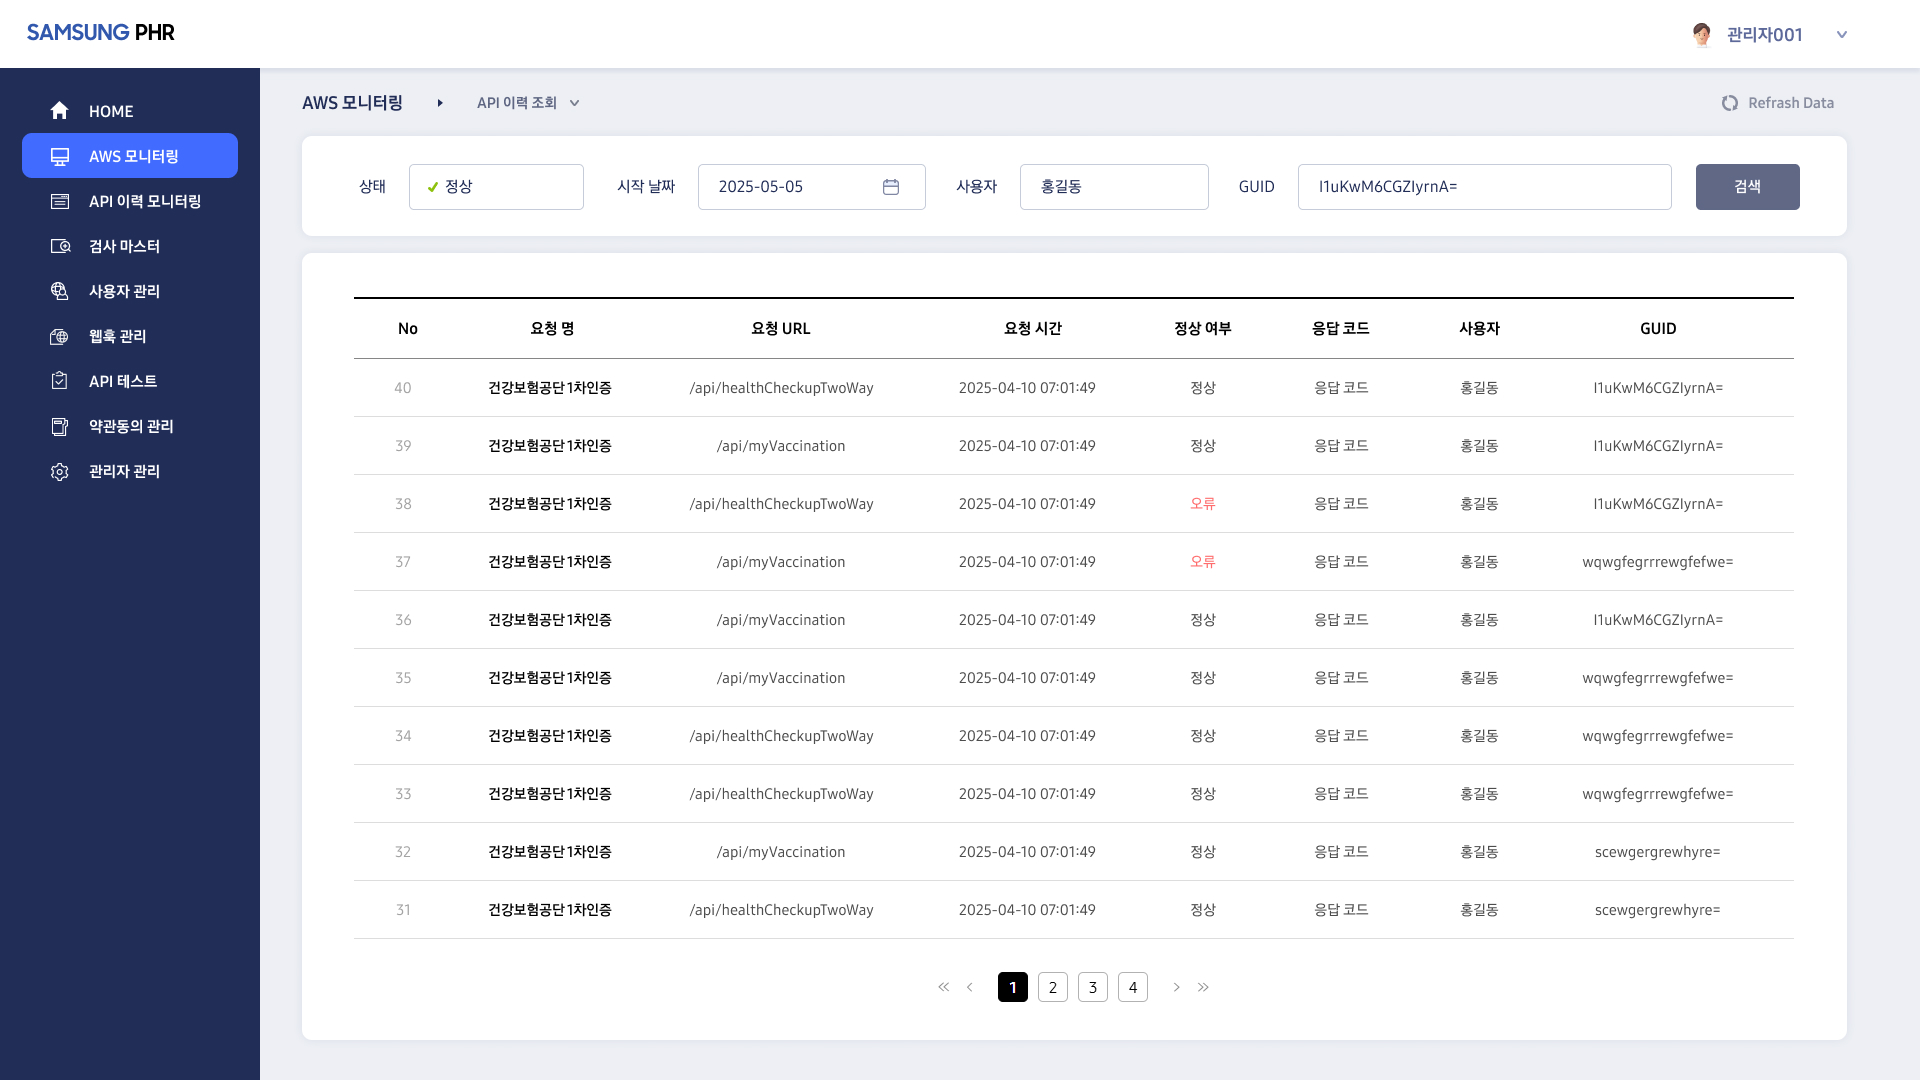 SAMSUNG PHR
관리자001
HOME
AWS 모니터링
API 이력 모니터링
검사 마스터
사용자 관리
웹훅 관리
API 테스트
약관동의 관리
관리자 관리
AWS 모니터링 API 이력 조회 Refrash Data
상태 정상 시작 날짜 2025-05-05 사용자 홍길동 GUID I1uKwM6CGZIyrnA= 검색
No 요청 명 요청 URL 요청 시간 정상 여부 응답 코드 사용자 GUID
40 건강보험공단 1차인증 /api/healthCheckupTwoWay 2025-04-10 07:01:49 정상 응답 코드 홍길동 I1uKwM6CGZIyrnA=
39 건강보험공단 1차인증 /api/myVaccination 2025-04-10 07:01:49 정상 응답 코드 홍길동 I1uKwM6CGZIyrnA=
38 건강보험공단 1차인증 /api/healthCheckupTwoWay 2025-04-10 07:01:49 오류 응답 코드 홍길동 I1uKwM6CGZIyrnA=
37 건강보험공단 1차인증 /api/myVaccination 2025-04-10 07:01:49 오류 응답 코드 홍길동 wqwgfegrrrewgfefwe=
36 건강보험공단 1차인증 /api/myVaccination 2025-04-10 07:01:49 정상 응답 코드 홍길동 I1uKwM6CGZIyrnA=
35 건강보험공단 1차인증 /api/myVaccination 2025-04-10 07:01:49 정상 응답 코드 홍길동 wqwgfegrrrewgfefwe=
34 건강보험공단 1차인증 /api/healthCheckupTwoWay 2025-04-10 07:01:49 정상 응답 코드 홍길동 wqwgfegrrrewgfefwe=
33 건강보험공단 1차인증 /api/healthCheckupTwoWay 2025-04-10 07:01:49 정상 응답 코드 홍길동 wqwgfegrrrewgfefwe=
32 건강보험공단 1차인증 /api/myVaccination 2025-04-10 07:01:49 정상 응답 코드 홍길동 scewgergrewhyre=
31 건강보험공단 1차인증 /api/healthCheckupTwoWay 2025-04-10 07:01:49 정상 응답 코드 홍길동 scewgergrewhyre=
1 2 3 4